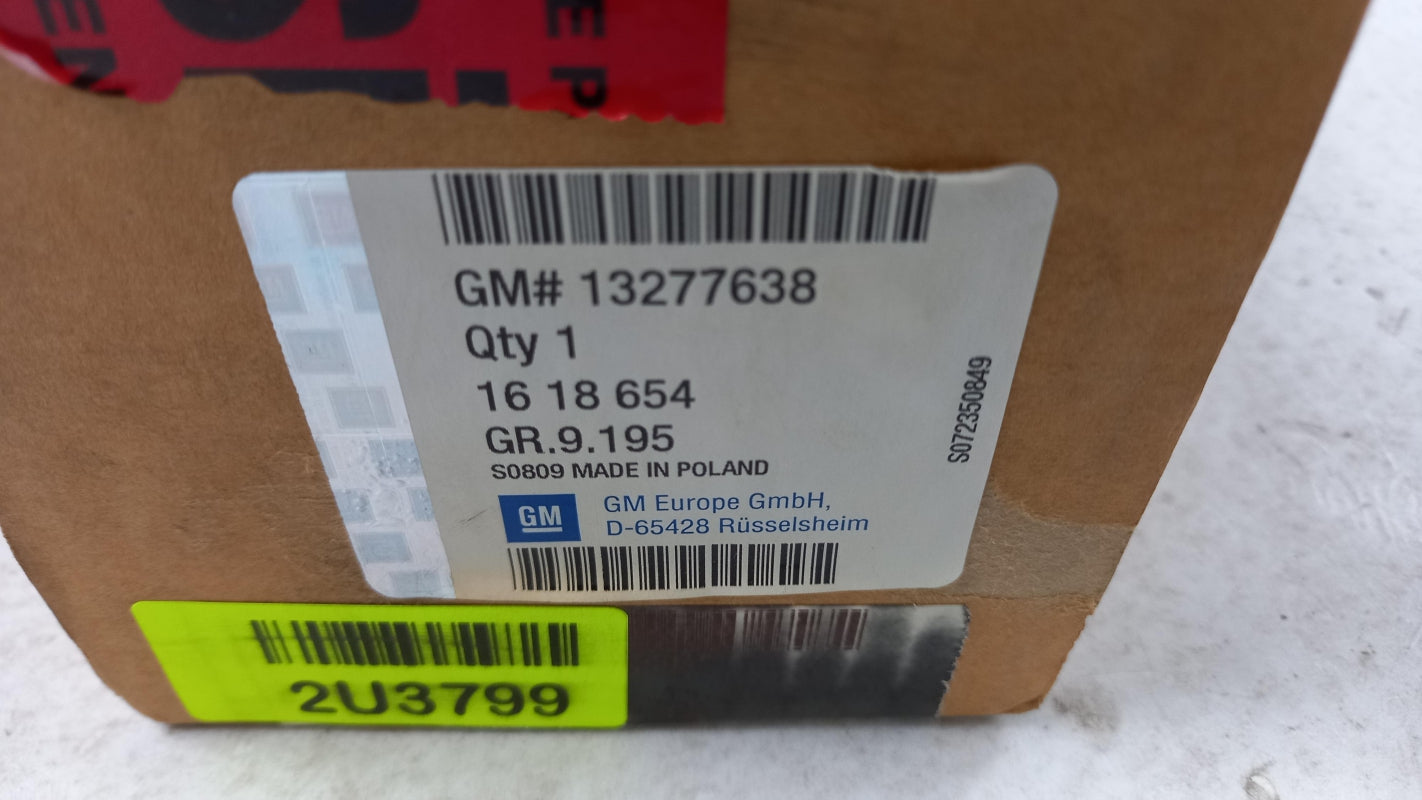 GM# 13277638
Qty 1
16 18 654
GR.9.195
S0809 MADE IN POLAND
GM
GM Europe GmbH,
D-65428 Rüsselsheim
S072350849
2U3799